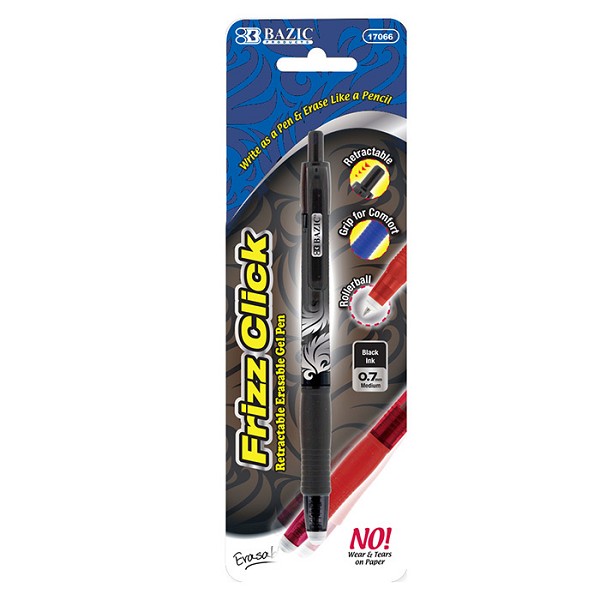 BAZIC
PRODUCTS
17066
Write as a Pen & Erase Like a Pencil
Retractable
Grip for Comfort
Rollerball
BAZIC
Frizz Click
Retractable Erasable Gel Pen
Black
Ink
0.7mm
Medium
Erasa
NO!
Wear & Tears
on Paper